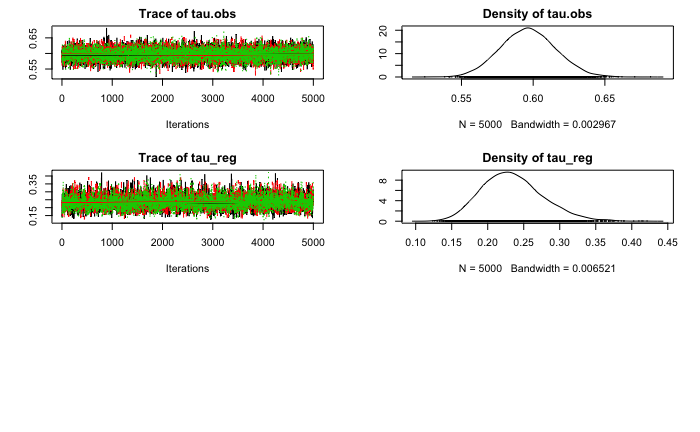 Trace of tau.obs
0.55 0.65
0 1000 2000 3000 4000 5000
Iterations
Density of tau.obs
0 10 20
0.55 0.60 0.65
N = 5000 Bandwidth = 0.002967
Trace of tau_reg
0.15 0.35
0 1000 2000 3000 4000 5000
Iterations
Density of tau_reg
0 4 8
0.10 0.15 0.20 0.25 0.30 0.35 0.40 0.45
N = 5000 Bandwidth = 0.006521